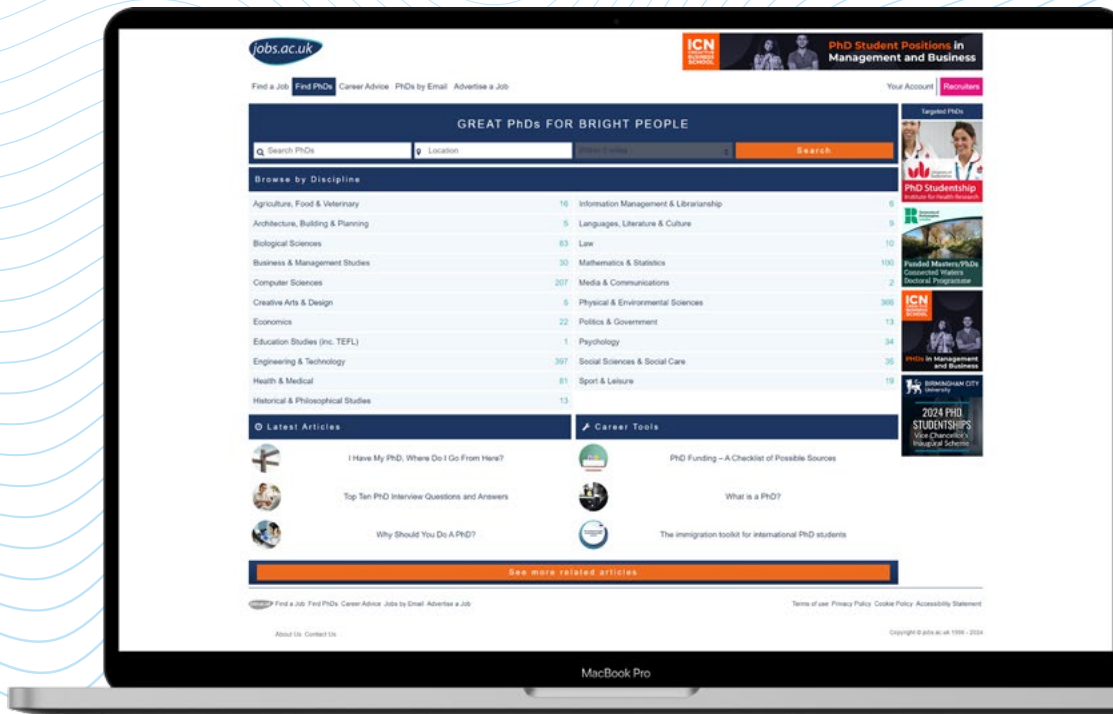 jobs.ac.uk
ICN
CREATIVE
BUSINESS
SCHOOL
PhD Student Positions in
Management and Business
Find a Job Find PhDs Career Advice PhDs by Email Advertise a Job
Your Account Recruiters
GREAT PhDs FOR BRIGHT PEOPLE
Search PhDs Location Search
Browse by Discipline
Agriculture, Food & Veterinary 16 Information Management & Librarianship 6
Architecture, Building & Planning 5 Languages, Literature & Culture 9
Biological Sciences 83 Law 10
Business & Management Studies 30 Mathematics & Statistics 100
Computer Sciences 207 Media & Communications 2
Creative Arts & Design 5 Physical & Environmental Sciences 366
Economics 22 Politics & Government 13
Education Studies (inc. TEFL) 1 Psychology 34
Engineering & Technology 397 Social Sciences & Social Care 35
Health & Medical 81 Sport & Leisure 19
Historical & Philosophical Studies 13
Targeted PhDs
PhD Studentship
Institute for Health Research
Funded Masters/PhDs
Connected Waters
Doctoral Programme
ICN
PHDs in Management
and Business
BIRMINGHAM CITY
University
2024 PHD
STUDENTSHIPS
Vice Chancellor's
Inaugural Scheme
Latest Articles
I Have My PhD, Where Do I Go From Here?
Top Ten PhD Interview Questions and Answers
Why Should You Do A PhD?
Career Tools
PhD Funding – A Checklist of Possible Sources
What is a PhD?
The immigration toolkit for international PhD students
See more related articles
Find a Job Find PhDs Career Advice Jobs by Email Advertise a Job
Terms of use Privacy Policy Cookie Policy Accessibility Statement
About Us Contact Us
Copyright © jobs.ac.uk 1998 - 2024
MacBook Pro